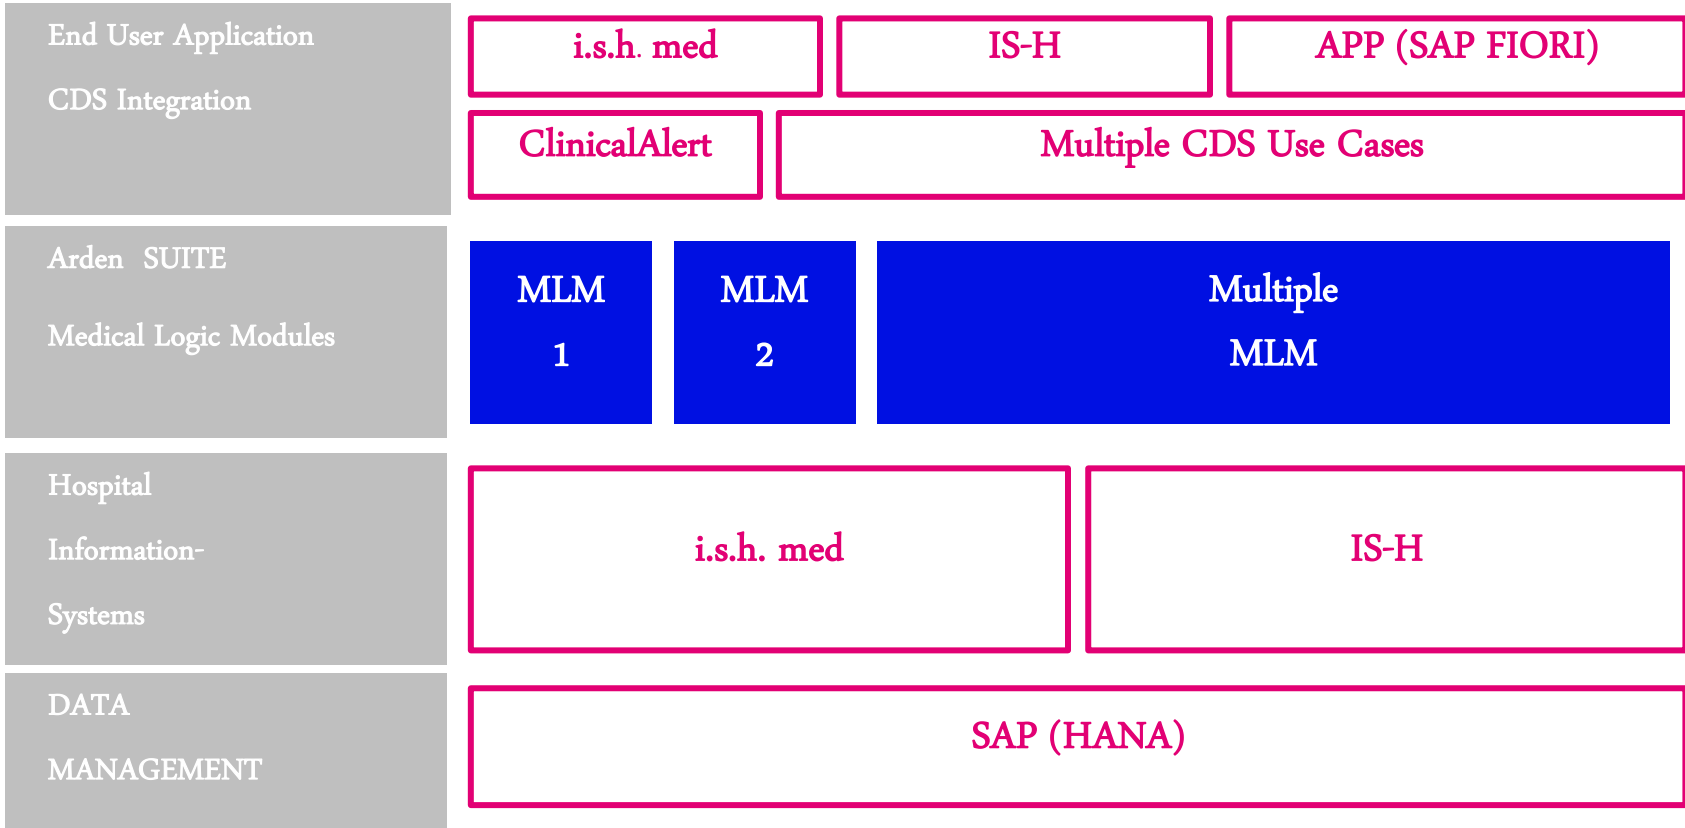 End User Application
CDS Integration
i.s.h. med
IS-H
APP (SAP FIORI)
ClinicalAlert
Multiple CDS Use Cases
Arden SUITE
Medical Logic Modules
MLM
1
MLM
2
Multiple
MLM
Hospital
Information-
Systems
i.s.h. med
IS-H
DATA
MANAGEMENT
SAP (HANA)